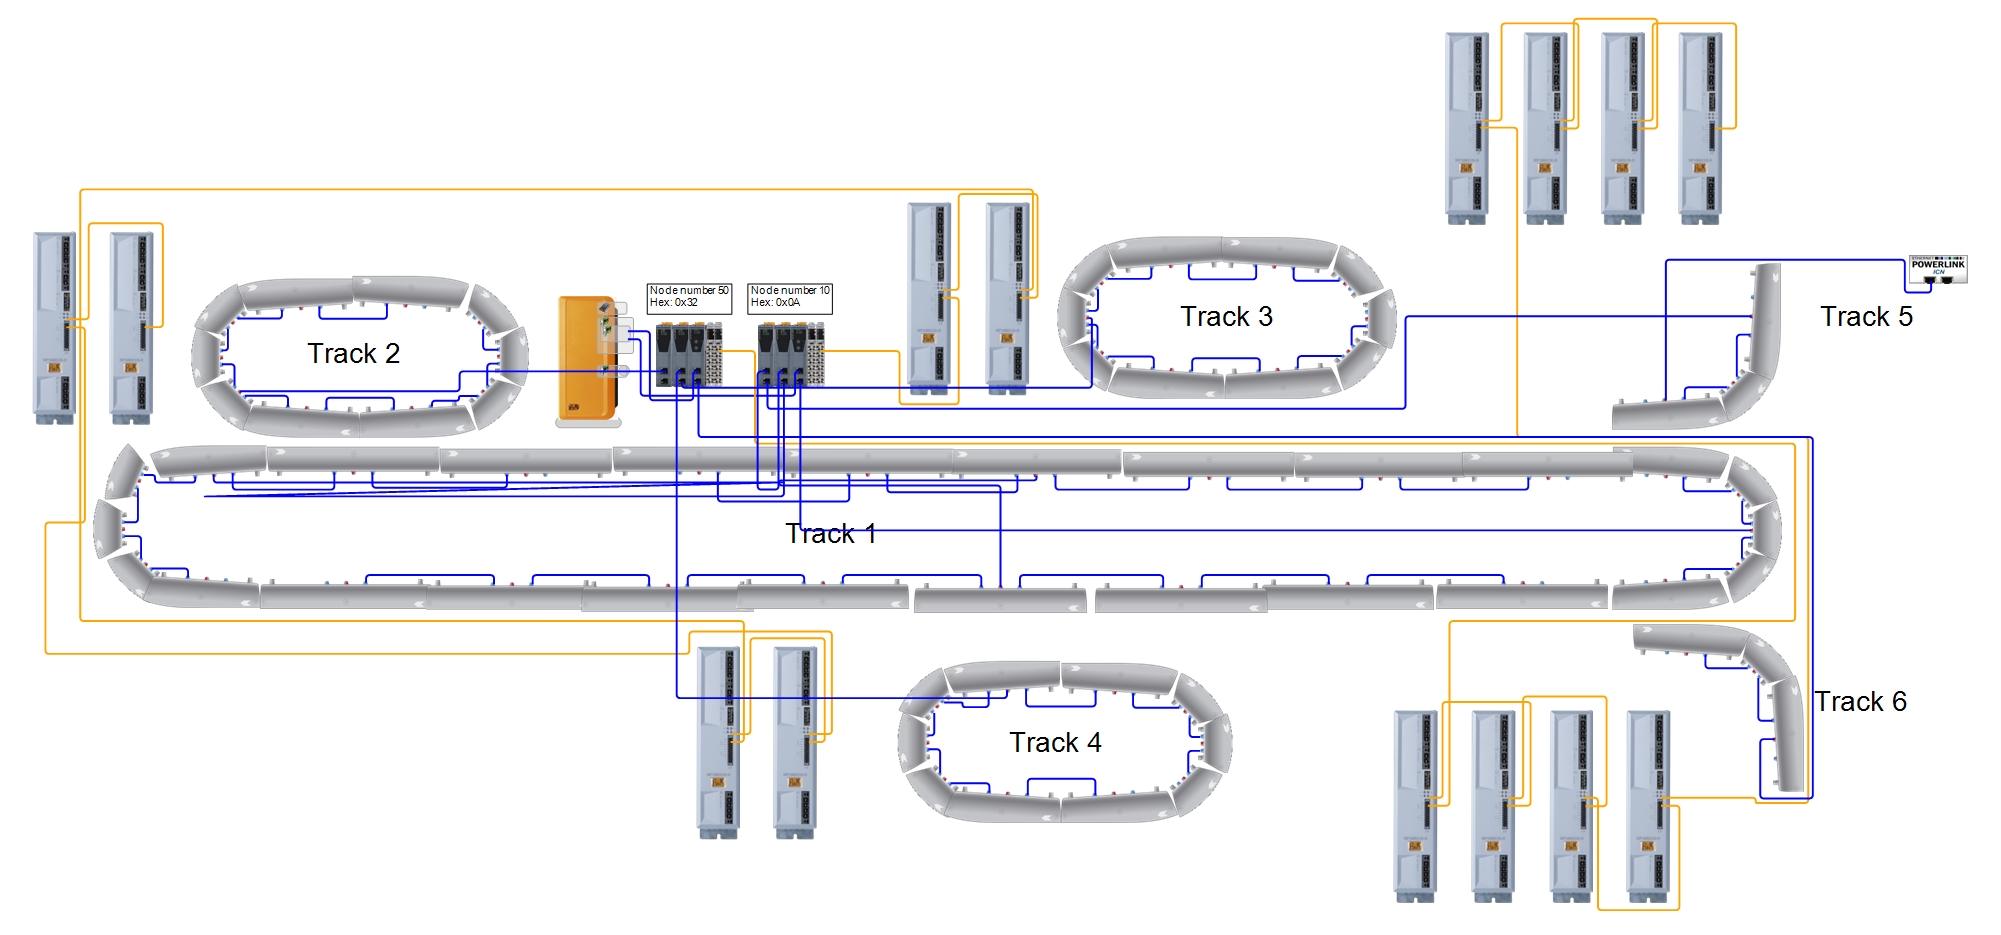 Node number 50
Hex: 0x32
Node number 10
Hex: 0x0A
Track 2
Track 3
Track 5
POWERLINK
ICN
Track 1
Track 4
Track 6